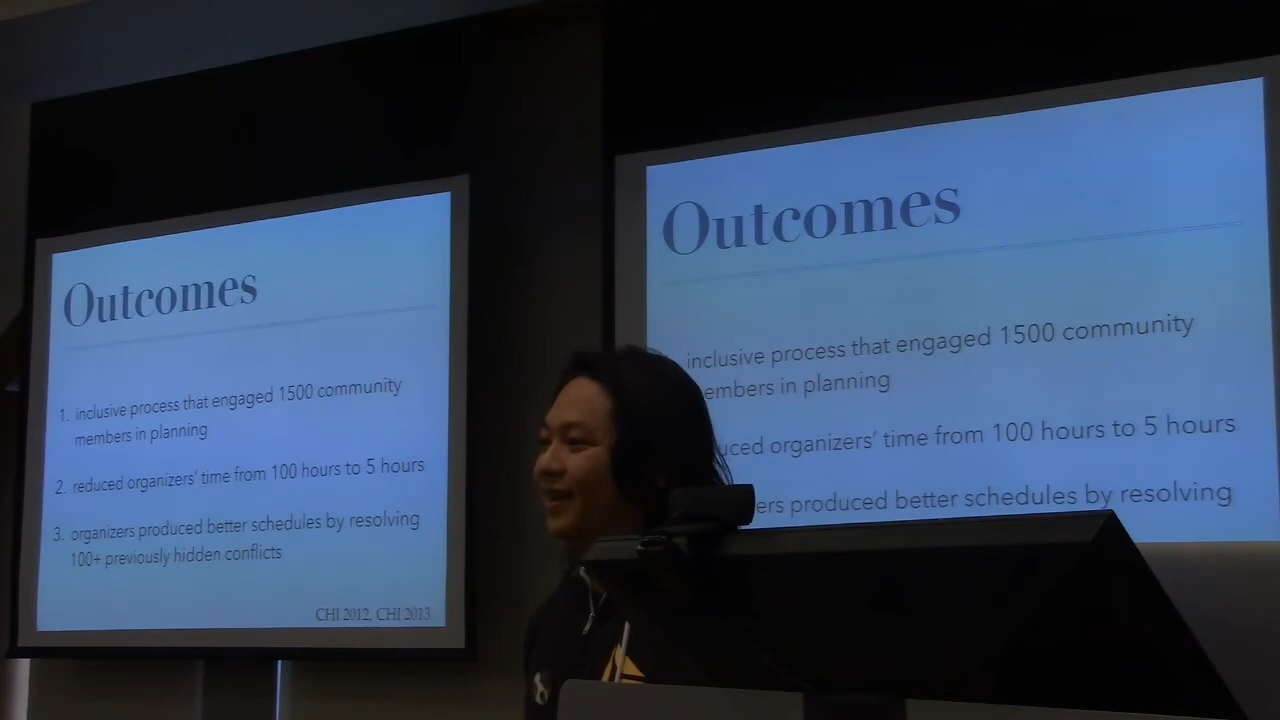 Outcomes
1. inclusive process that engaged 1500 community
members in planning
2. reduced organizers' time from 100 hours to 5 hours
3. organizers produced better schedules by resolving
100+ previously hidden conflicts
CHI 2012, CHI 2013
Outcomes
inclusive process that engaged 1500 community
embers in planning
uced organizers' time from 100 hours to 5 hours
ers produced better schedules by resolving